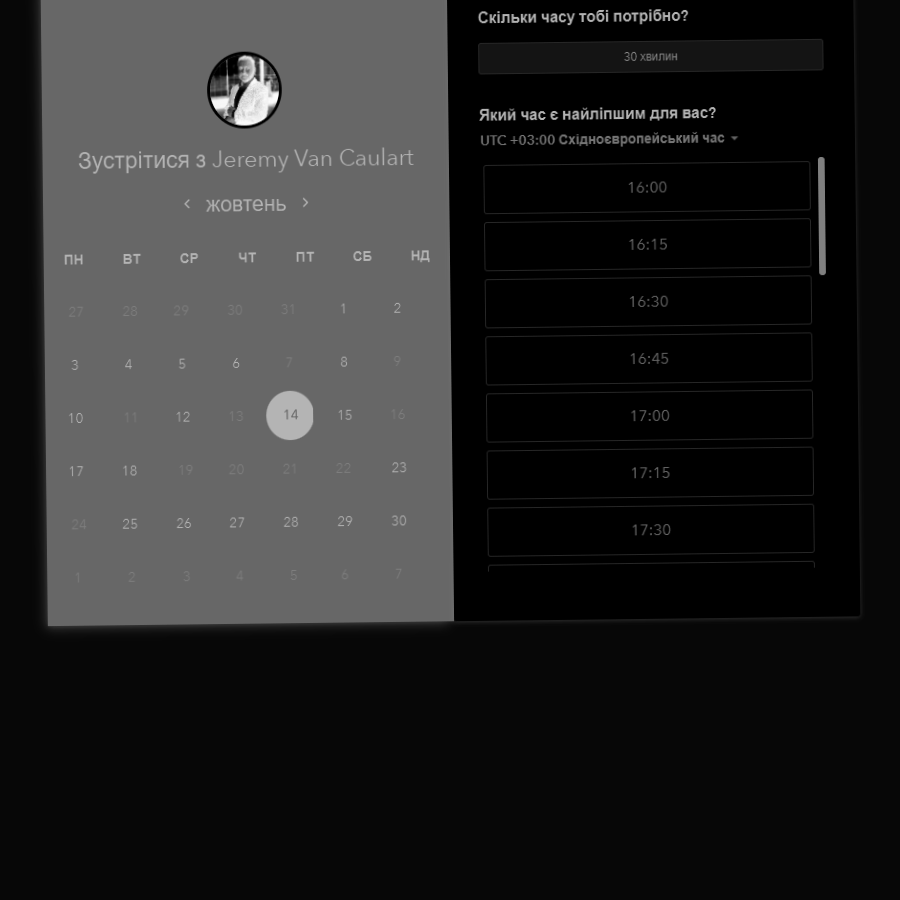 Зустрітися з Jeremy Van Caulart
жовтень
ПН ВТ СР ЧТ ПТ СБ НД
27 28 29 30 31 1 2
3 4 5 6 7 8 9
10 11 12 13 14 15 16
17 18 19 20 21 22 23
24 25 26 27 28 29 30
1 2 3 4 5 6 7
Скільки часу тобі потрібно?
30 хвилин
Який час є найліпшим для вас?
UTC +03:00 Східноєвропейський час
16:00
16:15
16:30
16:45
17:00
17:15
17:30